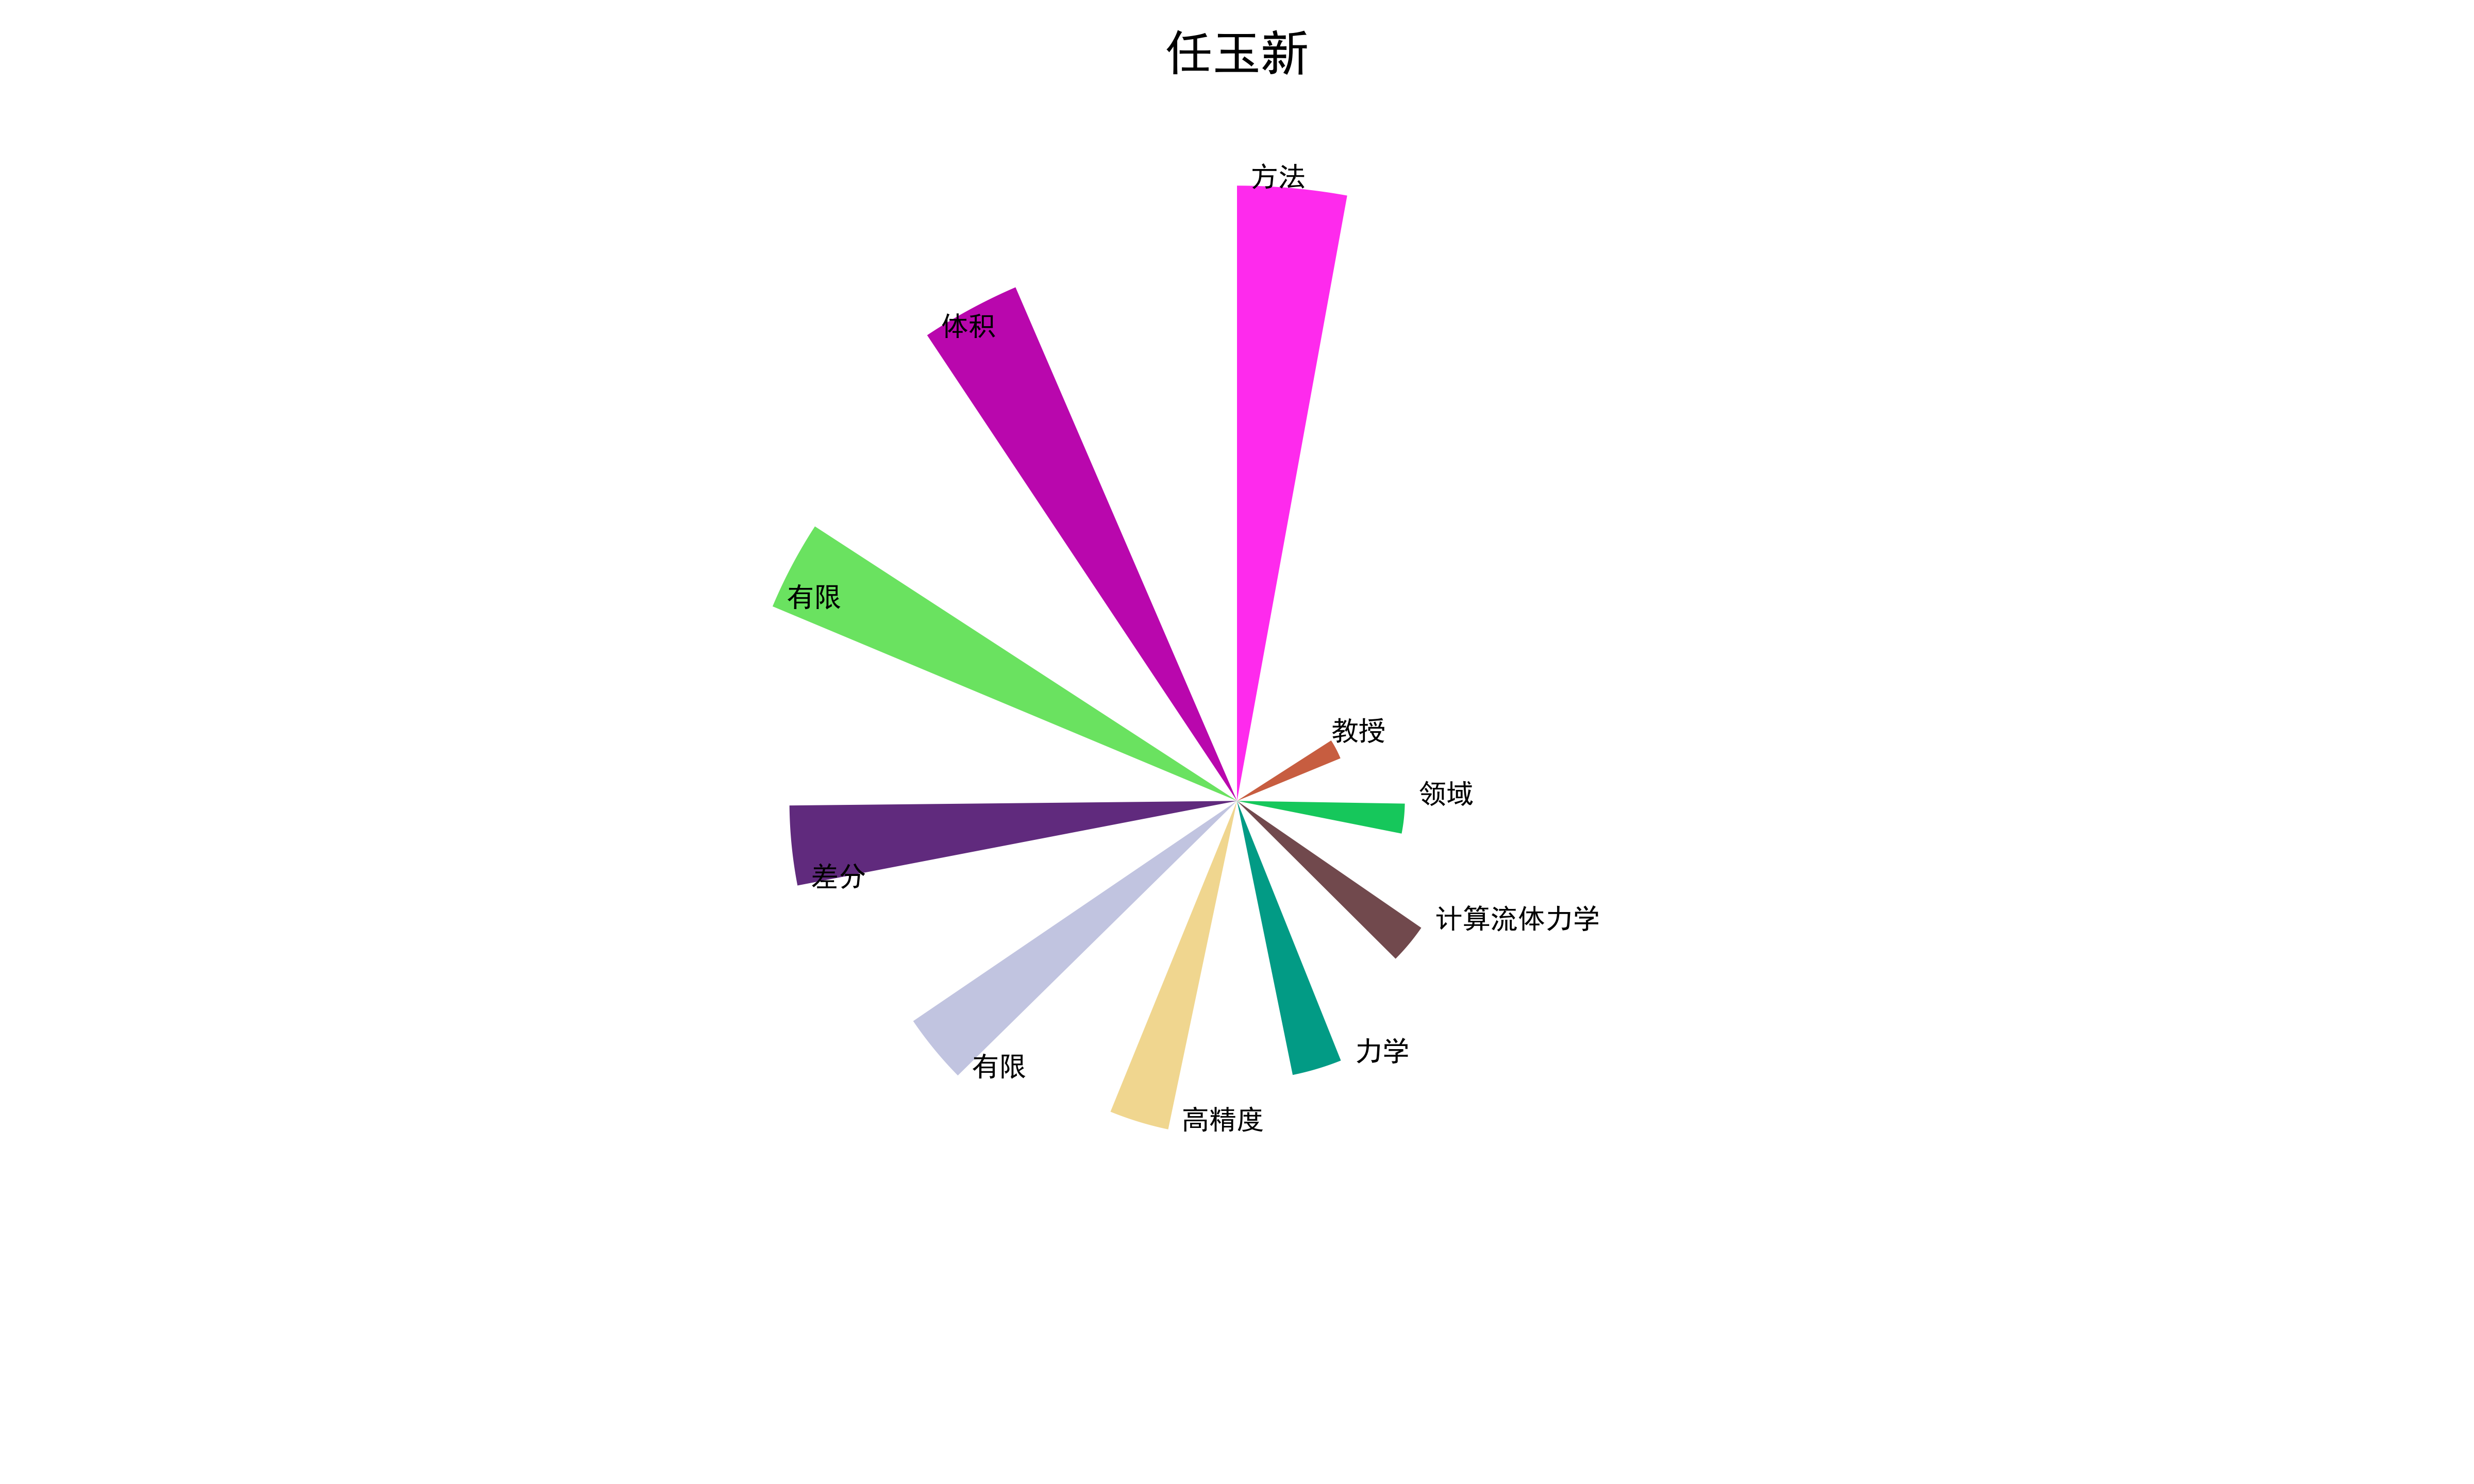 任玉新
方法
体积
有限
教授
领域
差分
计算流体力学
力学
有限
高精度